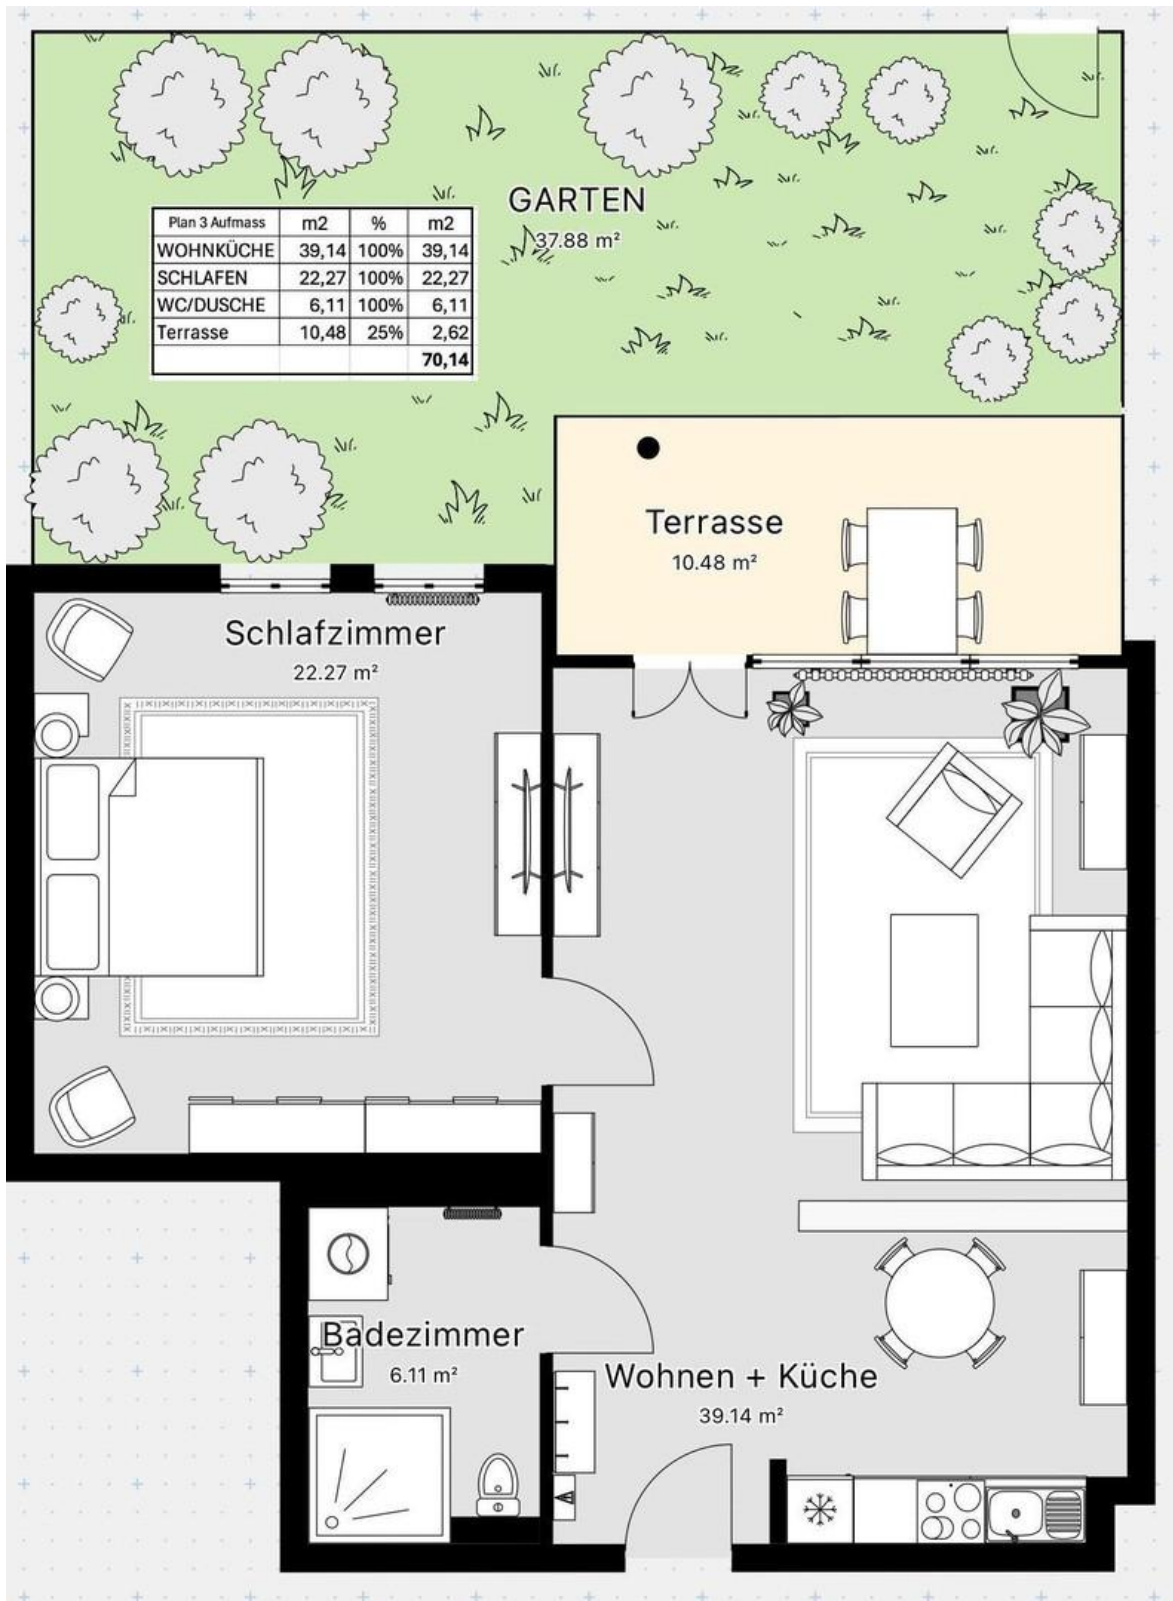 GARTEN
37.88 m²
Plan 3 Aufmass m2 % m2
WOHNKÜCHE 39,14 100% 39,14
SCHLAFEN 22,27 100% 22,27
WC/DUSCHE 6,11 100% 6,11
Terrasse 10,48 25% 2,62
70,14
Terrasse
10.48 m²
Schlafzimmer
22.27 m²
Badezimmer
6.11 m²
Wohnen + Küche
39.14 m²